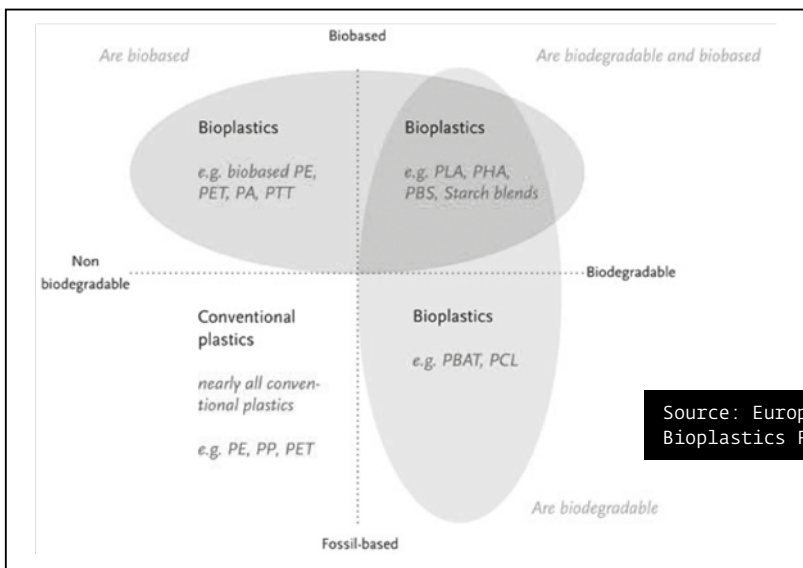 Biobased
Are biobased
Are biodegradable and biobased
Bioplastics
e.g. biobased PE,
PET, PA, PTT
Bioplastics
e.g. PLA, PHA,
PBS, Starch blends
Non
biodegradable
Biodegradable
Conventional
plastics
nearly all conven-
tional plastics
e.g. PE, PP, PET
Bioplastics
e.g. PBAT, PCL
Source:
Bioplastics
Are biodegradable
Fossil-based